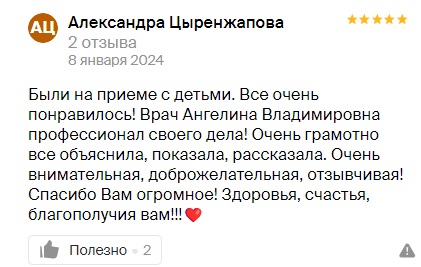 АЦ
Александра Цыренжапова
2 отзыва
8 января 2024
Были на приеме с детьми. Все очень
понравилось! Врач Ангелина Владимировна
профессионал своего дела! Очень грамотно
все объяснила, показала, рассказала. Очень
внимательная, доброжелательная, отзывчивая!
Спасибо Вам огромное! Здоровья, счастья,
благополучия вам!!!❤️
Полезно · 2